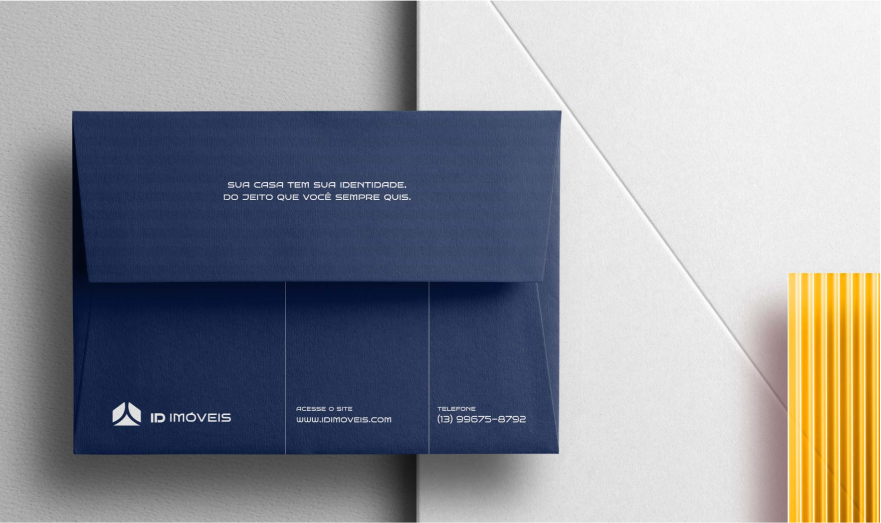 SUA CASA TEM SUA IDENTIDADE,
DO JEITO QUE VOCÊ SEMPRE QUIS.
ID IMÓVEIS
ACESSE O SITE
WWW.IDIMOVEIS.COM
TELEFONE
(13) 99675-8792